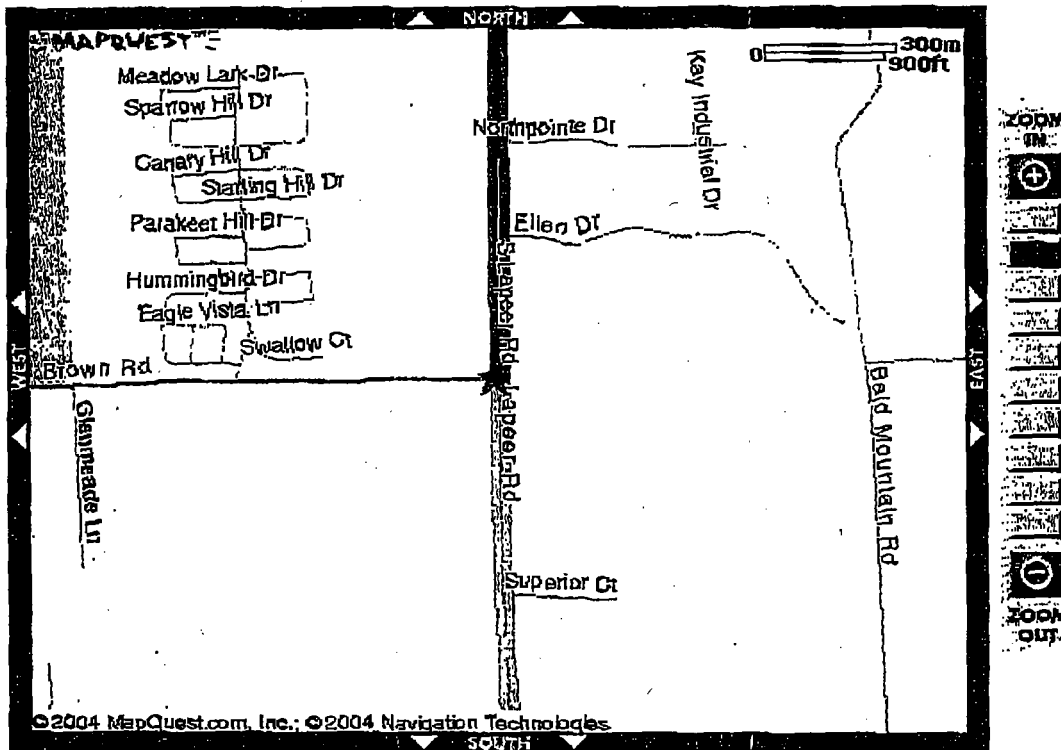 NORTH
MAPQUEST
0
300m
900ft
Meadow Lark Dr
Sparrow Hill Dr
Northpointe Dr
Kay Industrial Dr
ZOOM
IN
Canary Hill Dr
Starling Hill Dr
Parakeet Hill Dr
Ellen Dr
Hummingbird Dr
Eagle Vista Ln
Swallow Ct
Brown Rd
WEST
EAST
Lapeer Rd
Bald Mountain Rd
Glenmeade Ln
Superior Ct
ZOOM
OUT
©2004 MapQuest.com, Inc.; ©2004 Navigation Technologies
SOUTH